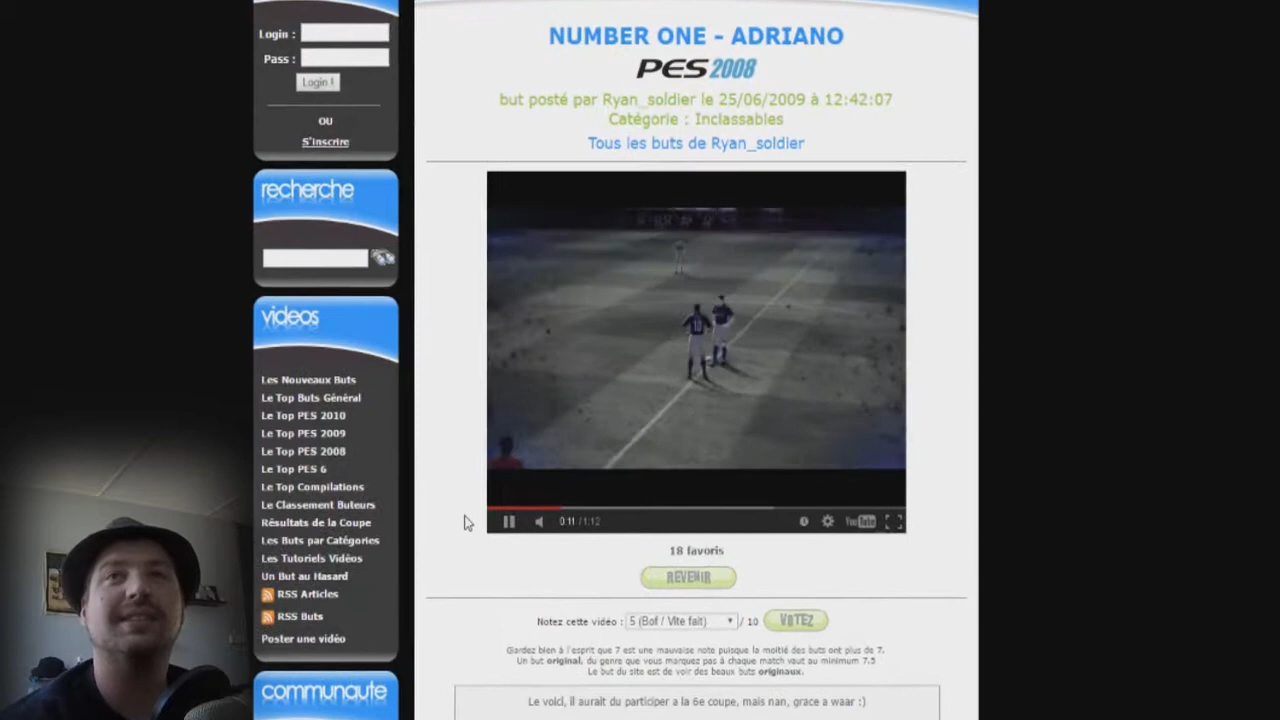 Login :
Pass :
Login !
OU
S'inscrire
recherche
videos
Les Nouveaux Buts
Le Top Buts Général
Le Top PES 2010
Le Top PES 2009
Le Top PES 2008
Le Top PES 6
Le Top Compilations
Le Classement Buteurs
Résultats de la Coupe
Les Buts par Catégories
Les Tutoriels Vidéos
Un But au Hasard
RSS Articles
RSS Buts
Poster une vidéo
communaute
NUMBER ONE - ADRIANO
PES2008
but posté par Ryan_soldier le 25/06/2009 à 12:42:07
Catégorie : Inclassables
Tous les buts de Ryan_soldier
10
0:11 / 1:12
YouTube
18 favoris
REVENIR
Notez cette vidéo : 5 (Bof / Vite fait) / 10 VOTEZ
Gardez bien à l'esprit que 7 est une mauvaise note puisque la moitié des buts ont plus de 7.
Un but original, du genre que vous marquez pas à chaque match vaut au minimum 7.5
Le but du site est de voir des beaux buts originaux.
Le voici, il aurait du participer a la 6e coupe, mais nan, grace a waar :)